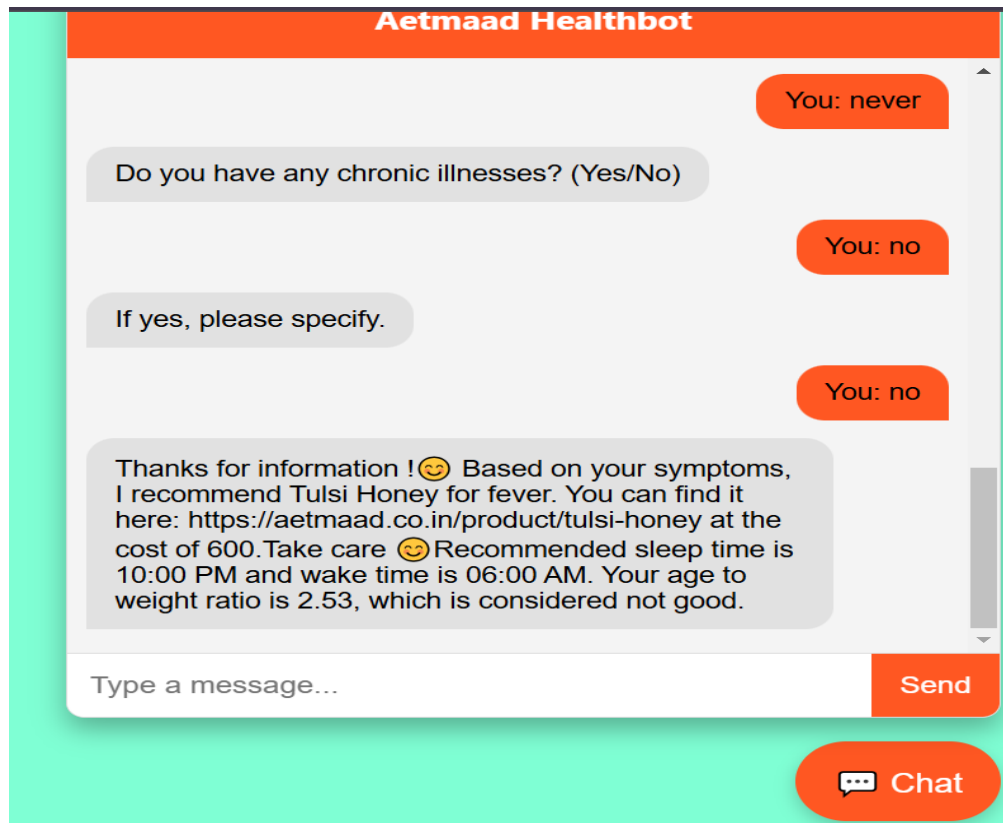 Aetmaad Healthbot
You: never
Do you have any chronic illnesses? (Yes/No)
You: no
If yes, please specify.
You: no
Thanks for information !😊 Based on your symptoms,
I recommend Tulsi Honey for fever. You can find it
here: https://aetmaad.co.in/product/tulsi-honey at the
cost of 600.Take care 😊Recommended sleep time is
10:00 PM and wake time is 06:00 AM. Your age to
weight ratio is 2.53, which is considered not good.
Type a message...
Send
💬 Chat